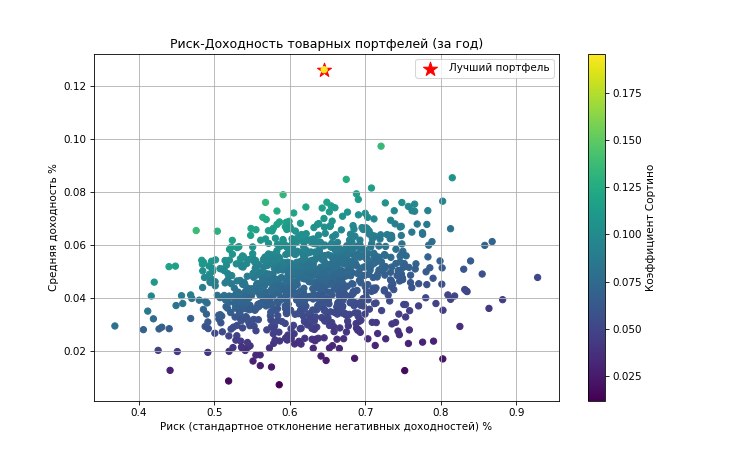 Риск-Доходность товарных портфелей (за год)
Лучший портфель
Средняя доходность %
0.12
0.10
0.08
0.06
0.04
0.02
0.4 0.5 0.6 0.7 0.8 0.9
Риск (стандартное отклонение негативных доходностей) %
0.175
0.150
0.125
0.100
0.075
0.050
0.025
Коэффициент Сортино